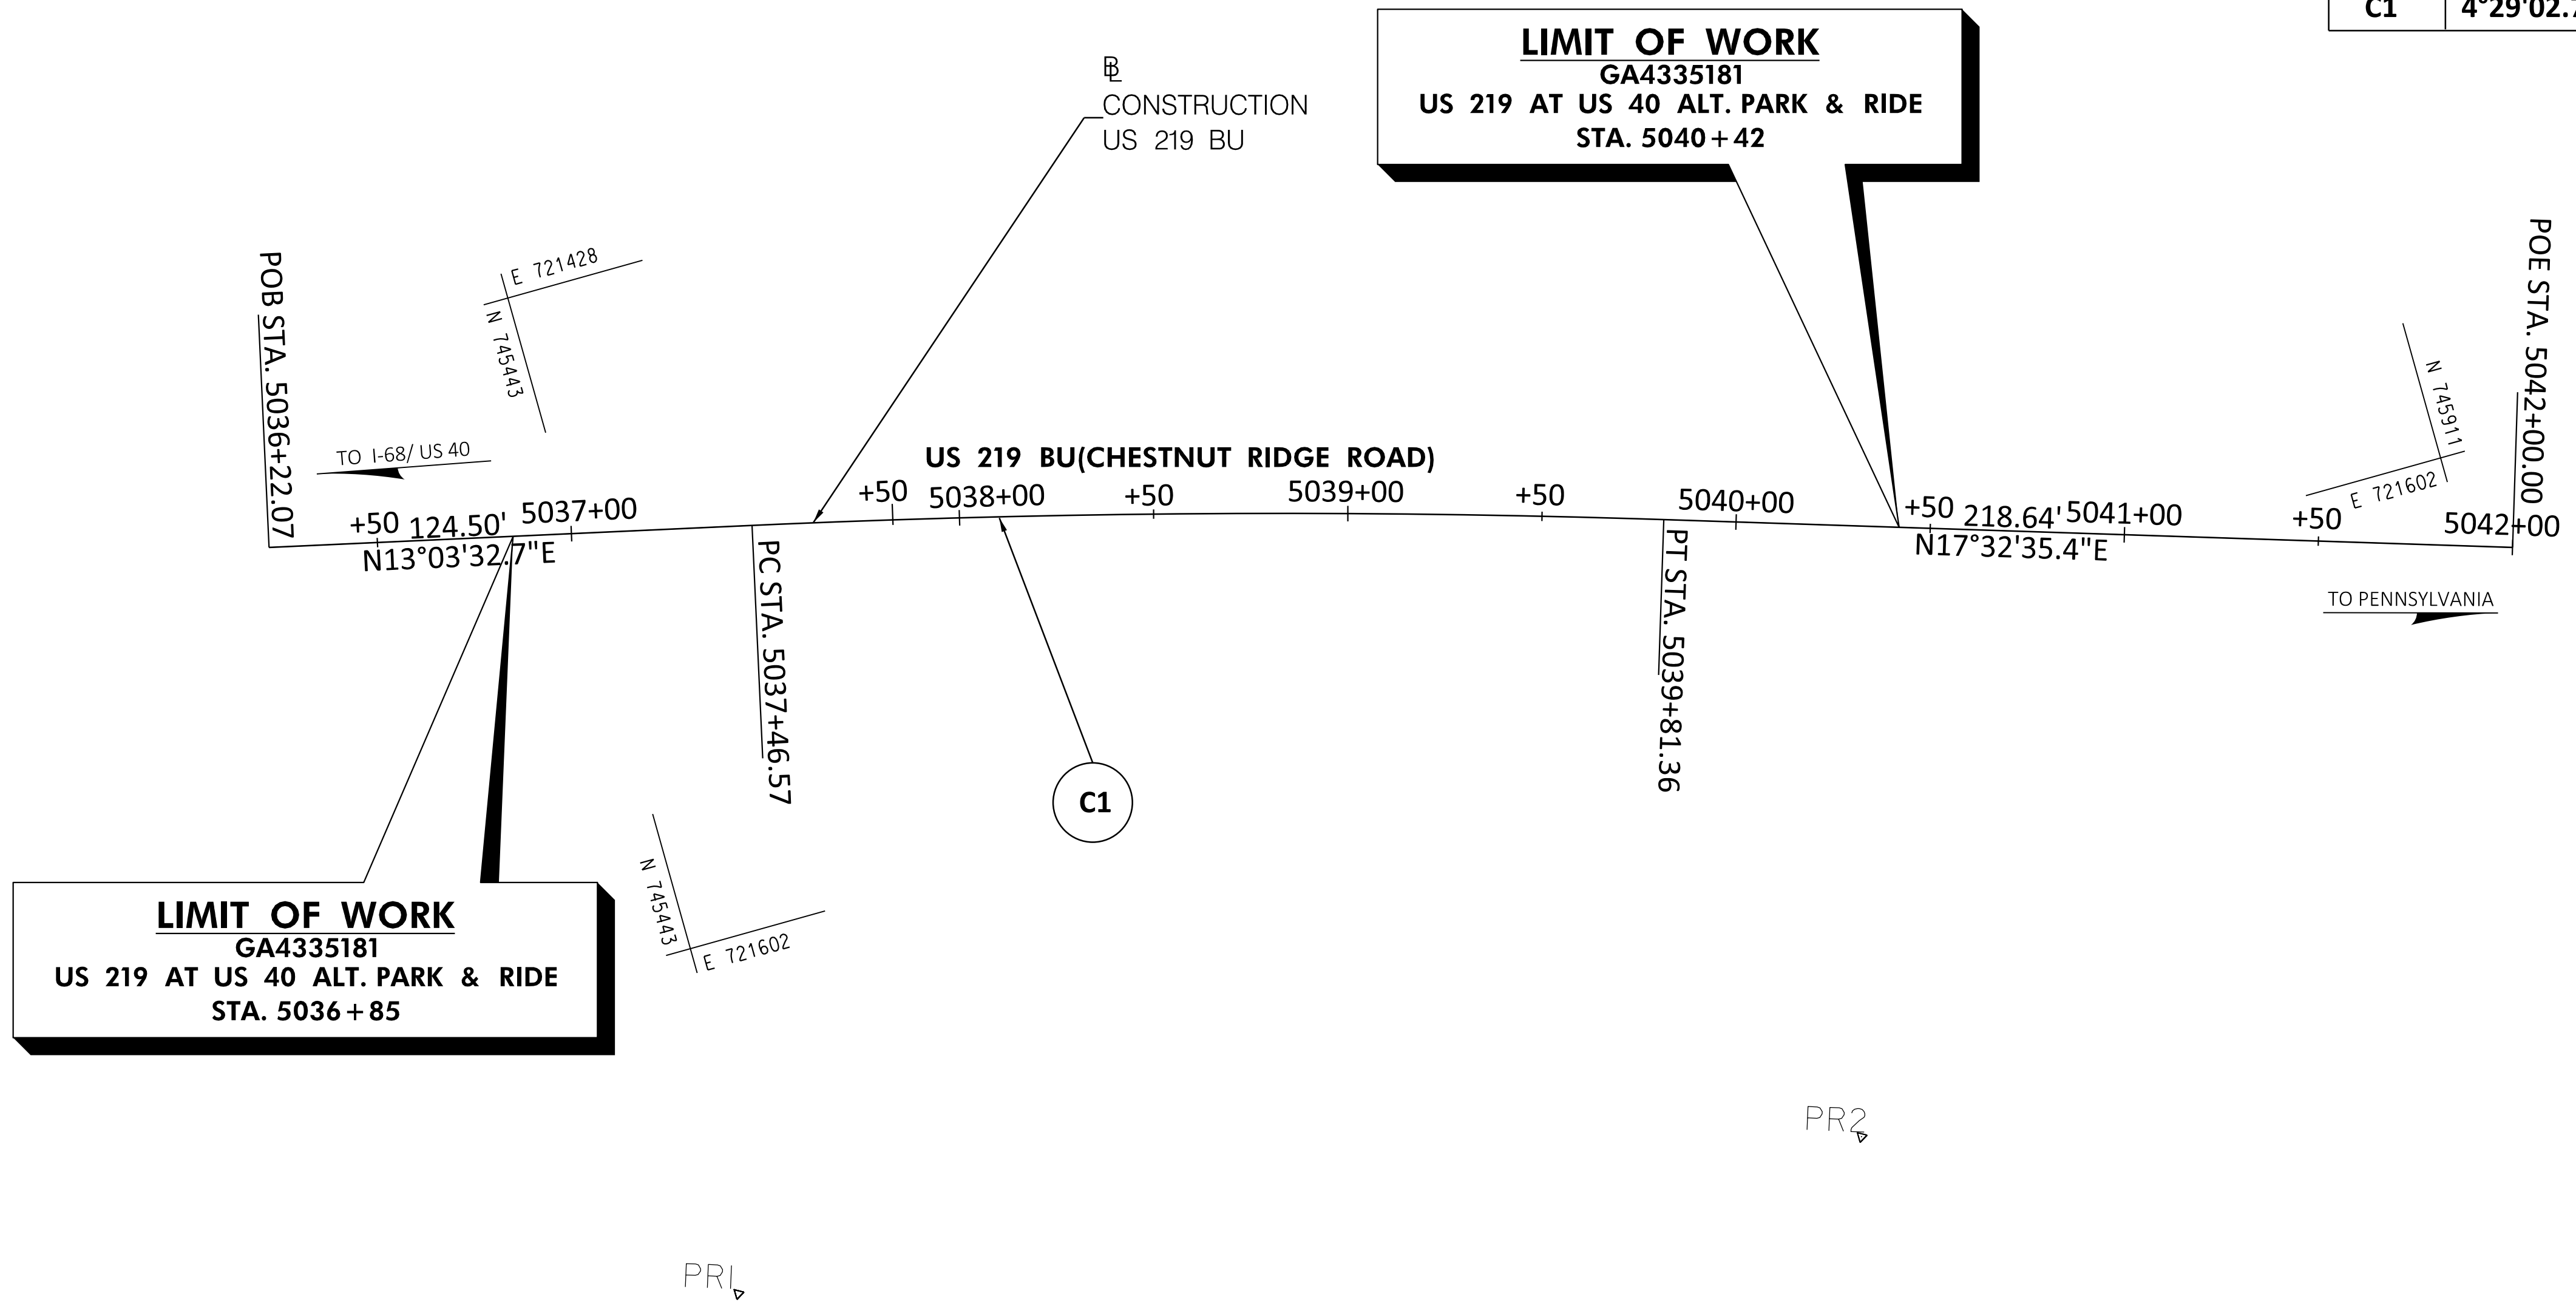 C1
LIMIT OF WORK
GA4335181
US 219 AT US 40 ALT. PARK & RIDE
STA. 5040+42
BL
CONSTRUCTION
US 219 BU
POB STA. 5036+22.07
E 721428
N 745443
TO I-68/ US 40
US 219 BU(CHESTNUT RIDGE ROAD)
+50
124.50'
5037+00
+50
5038+00
+50
5039+00
+50
5040+00
+50
218.64'
5041+00
+50
5042+00
N13°03'32.7"E
N17°32'35.4"E
POE STA. 5042+00.00
N 745911
E 721602
TO PENNSYLVANIA
PC STA. 5037+46.57
PT STA. 5039+81.36
C1
N 745443
E 721602
LIMIT OF WORK
GA4335181
US 219 AT US 40 ALT. PARK & RIDE
STA. 5036+85
PR2
PR1